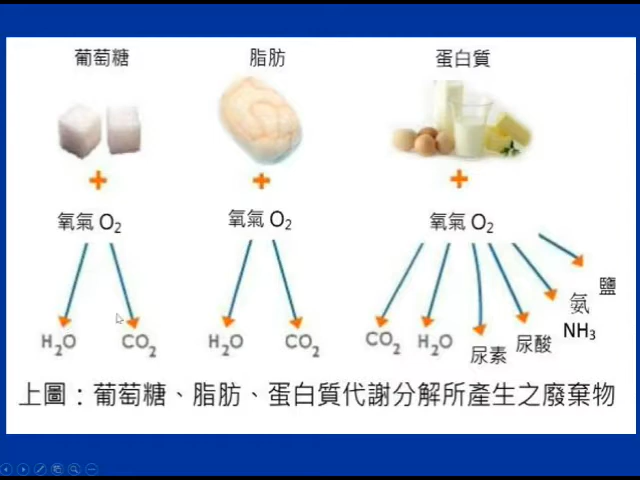 葡萄糖
脂肪
蛋白質
+
+
+
氧氣 O₂
氧氣 O₂
氧氣 O₂
鹽
氨
NH₃
H₂O
CO₂
H₂O
CO₂
CO₂
H₂O
尿素
尿酸
上圖：葡萄糖、脂肪、蛋白質代謝分解所產生之廢棄物